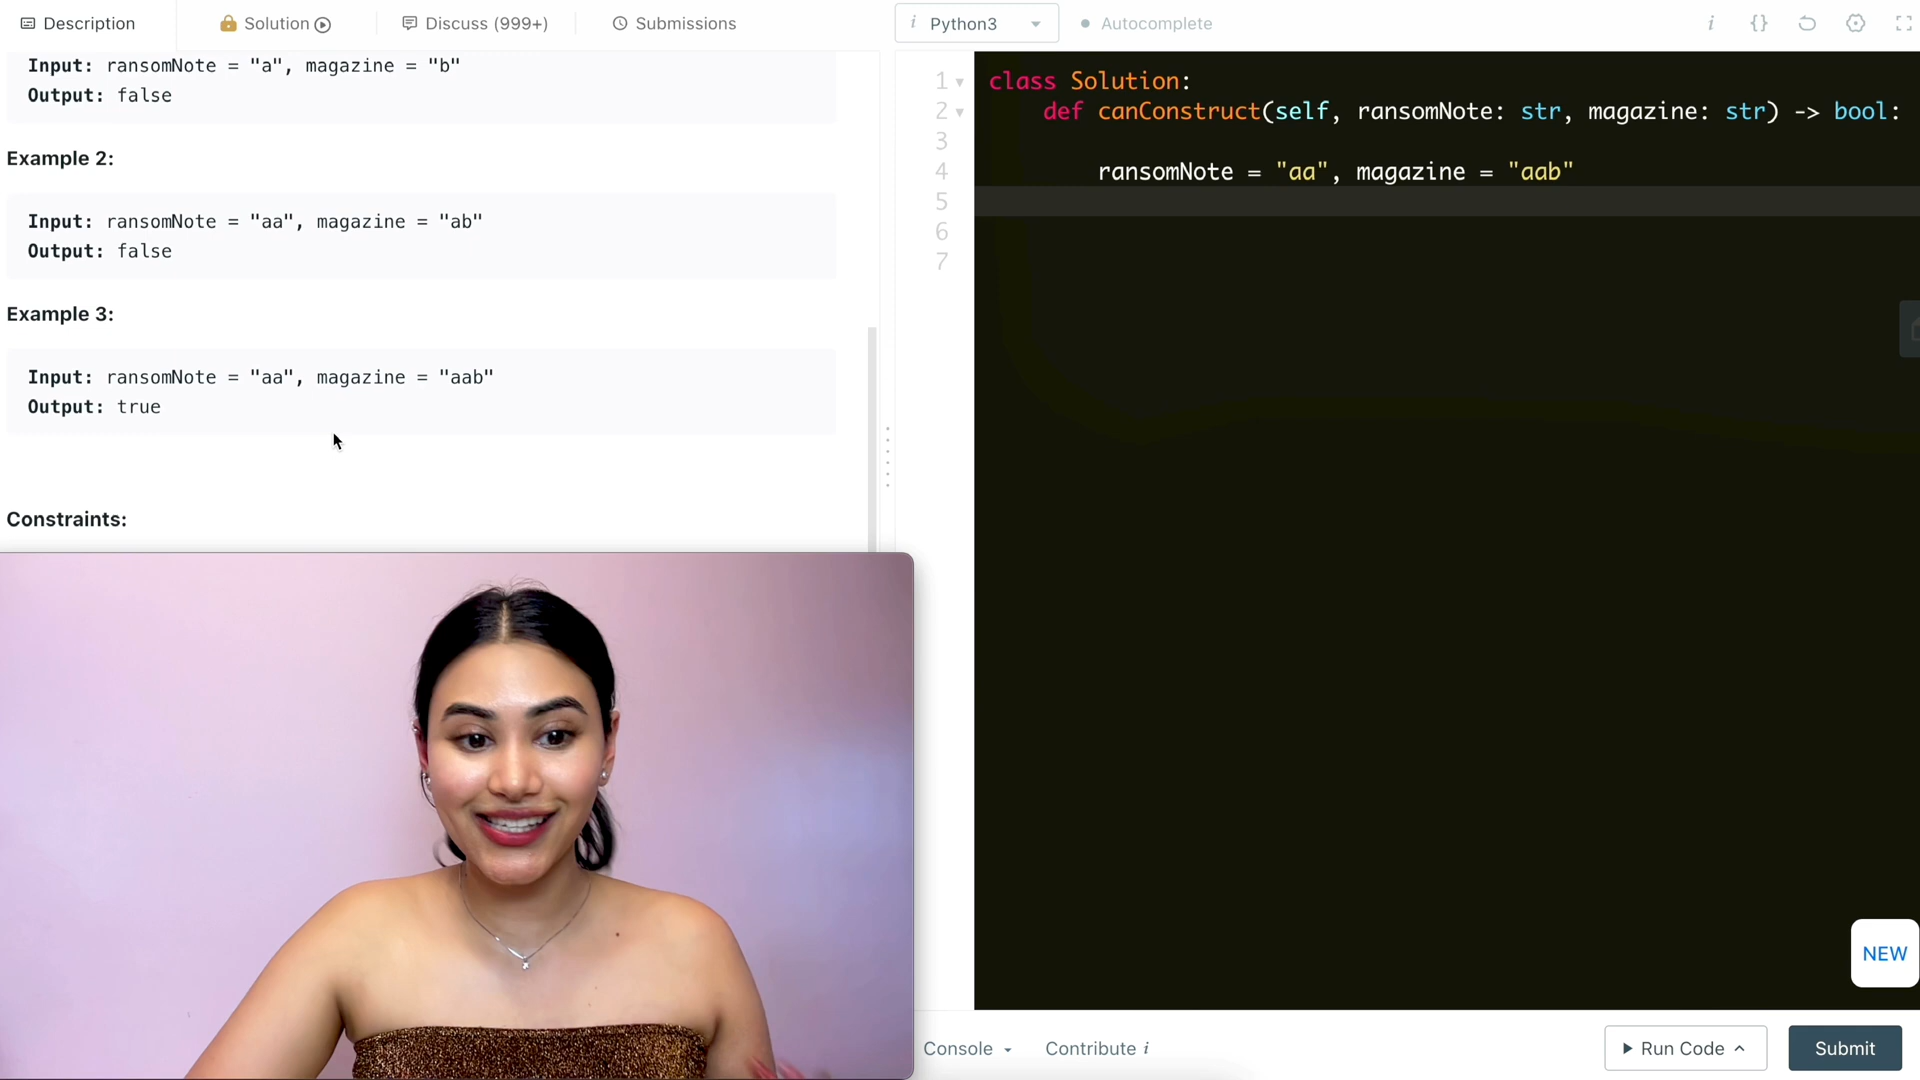 Description
Solution
Discuss (999+)
Submissions
i Python3
Autocomplete
i {}
Input: ransomNote = "a", magazine = "b"
Output: false
Example 2:
Input: ransomNote = "aa", magazine = "ab"
Output: false
Example 3:
Input: ransomNote = "aa", magazine = "aab"
Output: true
Constraints:
1 class Solution:
2 def canConstruct(self, ransomNote: str, magazine: str) -> bool:
3
4 ransomNote = "aa", magazine = "aab"
5
6
7
NEW
Console
Contribute i
Run Code
Submit